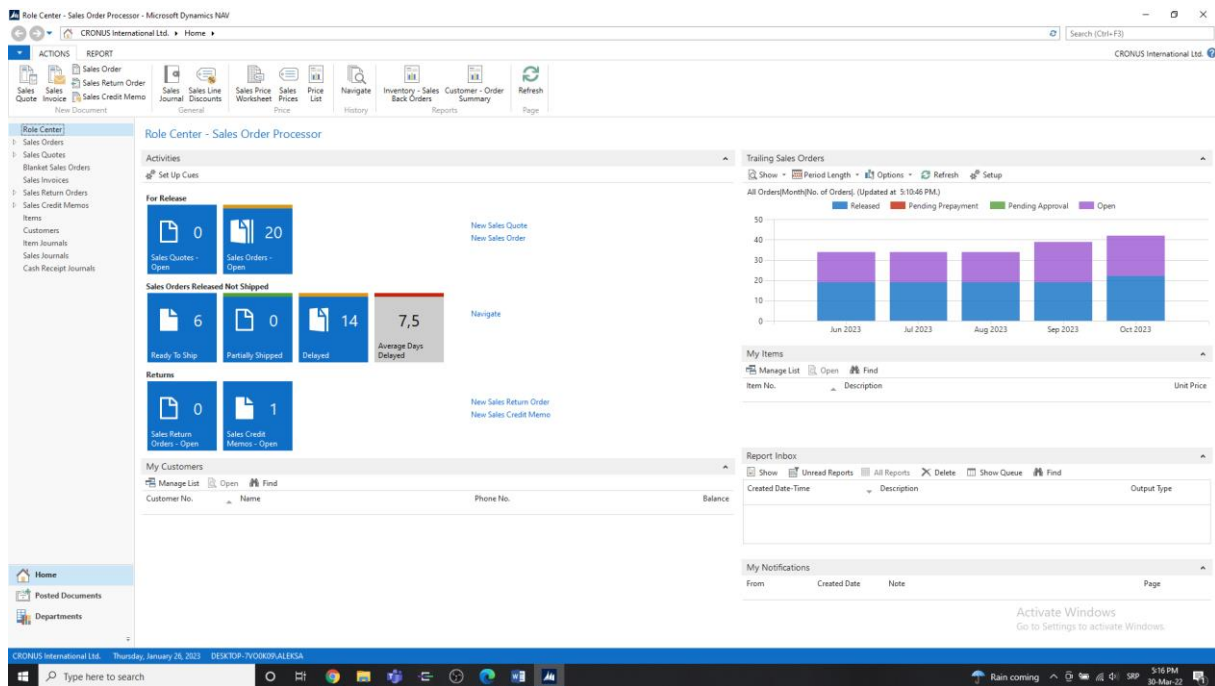 Role Center - Sales Order Processor - Microsoft Dynamics NAV
CRONUS International Ltd. Home
Search (Ctrl+F3)
ACTIONS REPORT
CRONUS International Ltd.
Sales Quote
Sales Invoice
Sales Order
Sales Return Order
Sales Credit Memo
New Document
Sales Journal
Sales Line Discounts
General
Sales Price Worksheet
Sales Prices
Price List
Price
Navigate
History
Inventory - Sales Back Orders
Customer - Order Summary
Reports
Refresh
Page
Role Center
Sales Orders
Sales Quotes
Blanket Sales Orders
Sales Invoices
Sales Return Orders
Sales Credit Memos
Items
Customers
Item Journals
Sales Journals
Cash Receipt Journals
Home
Posted Documents
Departments
Role Center - Sales Order Processor
Activities
Set Up Cues
For Release
0
Sales Quotes - Open
20
Sales Orders - Open
New Sales Quote
New Sales Order
Sales Orders Released Not Shipped
6
Ready To Ship
0
Partially Shipped
14
Delayed
7,5
Average Days Delayed
Navigate
Returns
0
Sales Return Orders - Open
1
Sales Credit Memos - Open
New Sales Return Order
New Sales Credit Memo
My Customers
Manage List Open Find
Customer No. Name Phone No. Balance
Trailing Sales Orders
Show Period Length Options Refresh Setup
All Orders|Month|No. of Orders|. (Updated at 5:10:46 PM.)
Released Pending Prepayment Pending Approval Open
50
40
30
20
10
0
Jun 2023 Jul 2023 Aug 2023 Sep 2023 Oct 2023
My Items
Manage List Open Find
Item No. Description Unit Price
Report Inbox
Show Unread Reports All Reports Delete Show Queue Find
Created Date-Time Description Output Type
My Notifications
From Created Date Note Page
Activate Windows
Go to Settings to activate Windows.
CRONUS International Ltd. Thursday, January 26, 2023 DESKTOP-7VO0K09\ALEKSA
Type here to search
Rain coming
SRP
5:16 PM
30-Mar-22
1